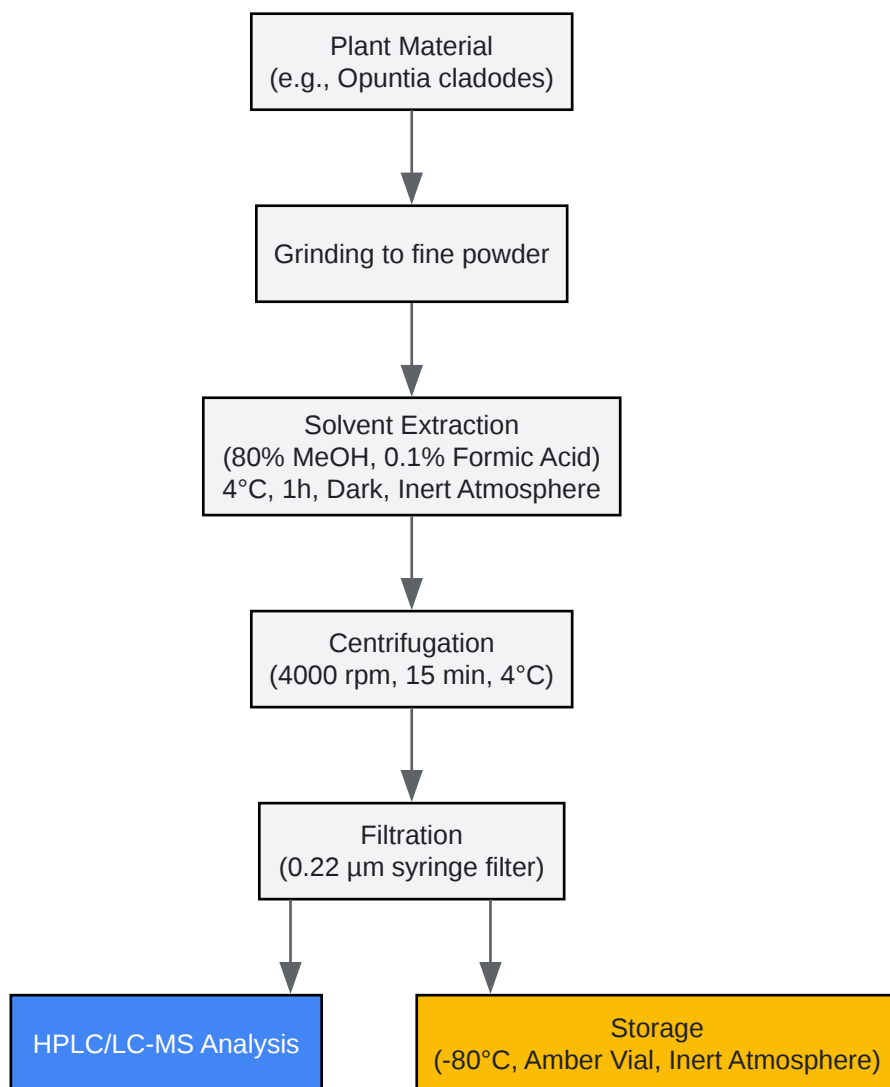 Plant Material
(e.g., Opuntia cladodes)
Grinding to fine powder
Solvent Extraction
(80% MeOH, 0.1% Formic Acid)
4°C, 1h, Dark, Inert Atmosphere
Centrifugation
(4000 rpm, 15 min, 4°C)
Filtration
(0.22 µm syringe filter)
HPLC/LC-MS Analysis
Storage
(-80°C, Amber Vial, Inert Atmosphere)